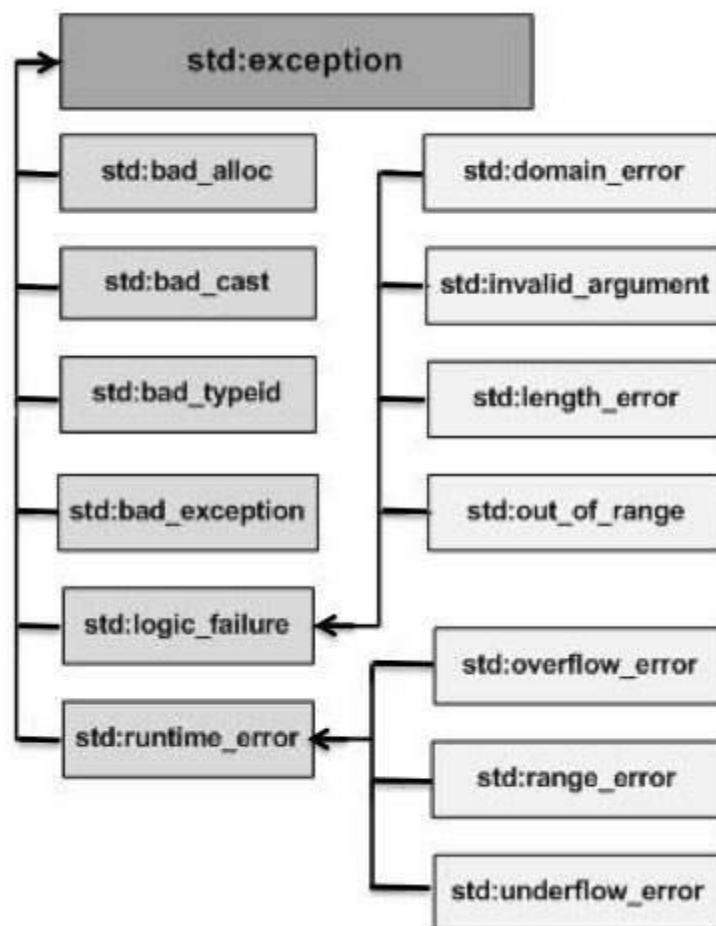 std:exception
std:bad_alloc
std:bad_cast
std:bad_typeid
std:bad_exception
std:logic_failure
std:runtime_error
std:domain_error
std:invalid_argument
std:length_error
std:out_of_range
std:overflow_error
std:range_error
std:underflow_error